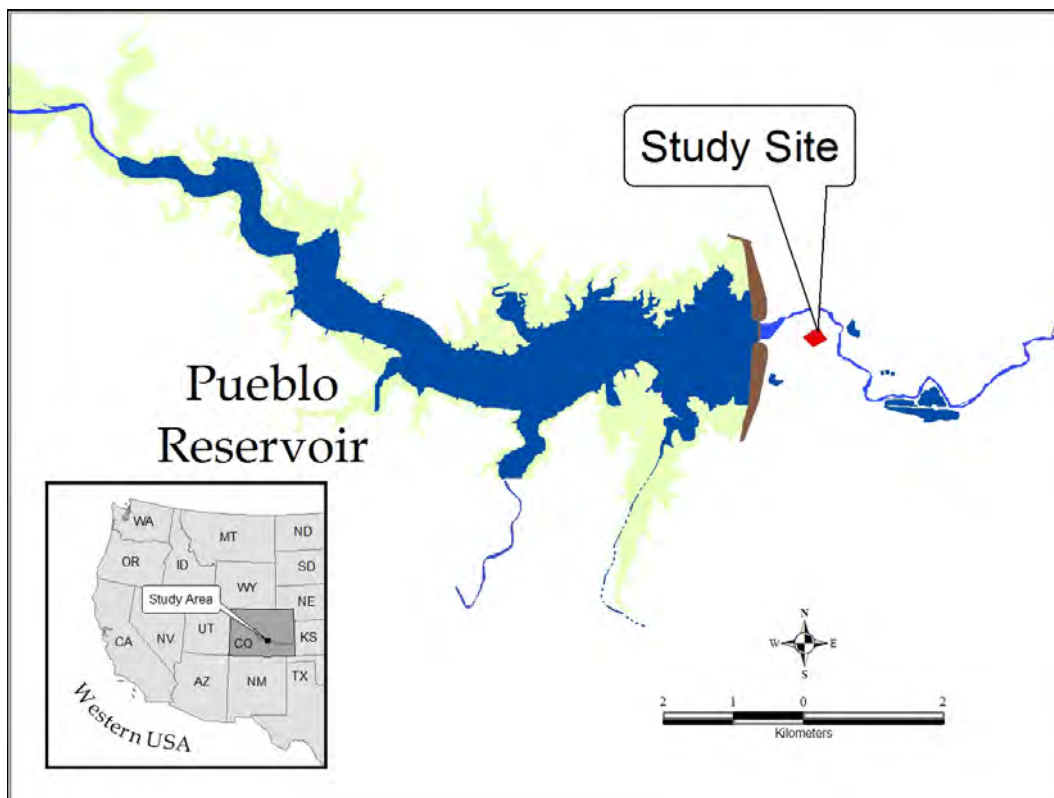 Study Site
Pueblo
Reservoir
WA
MT
ND
OR
ID
SD
WY
NE
Study Area
NV
UT
CO
KS
CA
AZ
NM
TX
Western USA
N
W
E
S
2
1
0
2
Kilometers